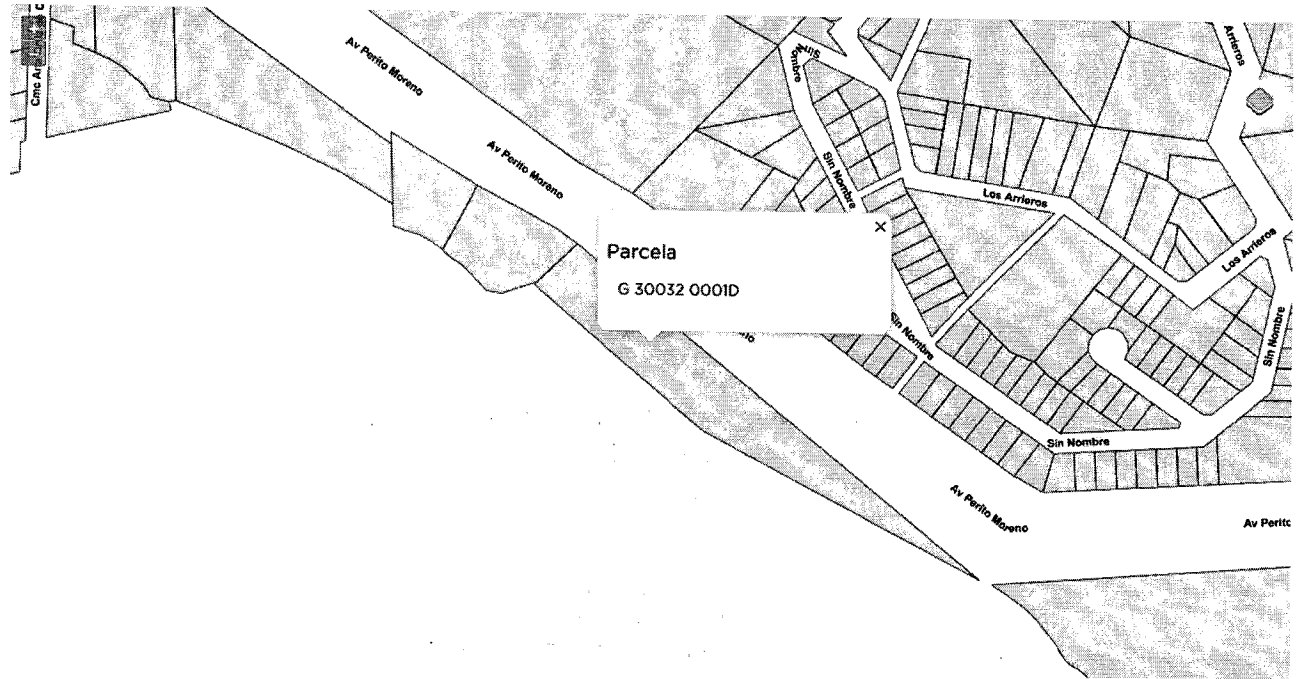 Cmc
Av Perito Moreno
Av Perito Moreno
Sin
Nombre
Arrieros
Sin Nombre
Los Arrieros
Los Arrieros
Parcela
G 30032 0001D
Sin Nombre
Sin Nombre
Sin Nombre
Av Perito Moreno
Av Perito